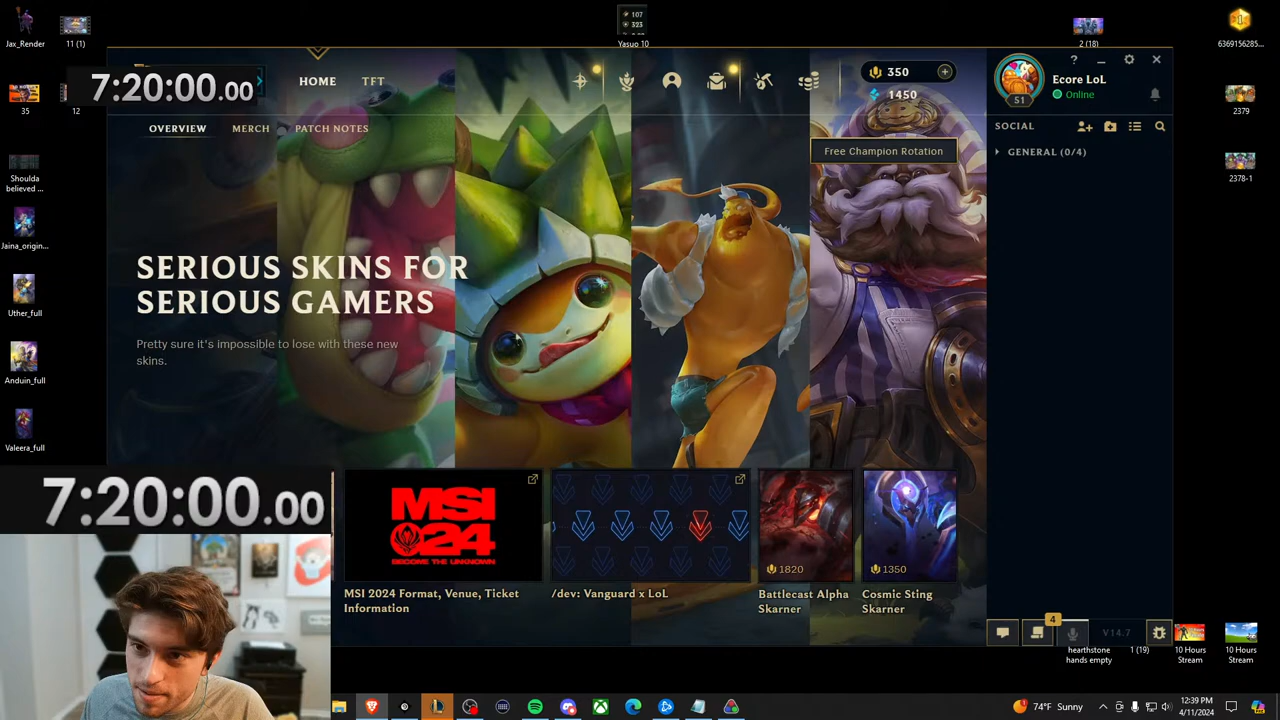 107
323
Yasuo 10
Jax_Render
11 (1)
2 (18)
6369156285...
7:20:00.00
35
12
2379
Shoulda
believed ...
2378-1
Jaina_origin...
Uther_full
Anduin_full
Valeera_full
HOME
TFT
350
1450
OVERVIEW
MERCH
PATCH NOTES
Free Champion Rotation
51
Ecore LoL
Online
SOCIAL
GENERAL (0/4)
SERIOUS SKINS FOR
SERIOUS GAMERS
Pretty sure it's impossible to lose with these new
skins.
7:20:00.00
MSI
024
BECOME THE UNKNOWN
MSI 2024 Format, Venue, Ticket
Information
/dev: Vanguard x LoL
1820
Battlecast Alpha
Skarner
1350
Cosmic Sting
Skarner
4
V14.7
hearthstone
hands empty
1 (19)
10 Hours
Stream
10 Hours
Stream
74°F Sunny
12:39 PM
4/11/2024